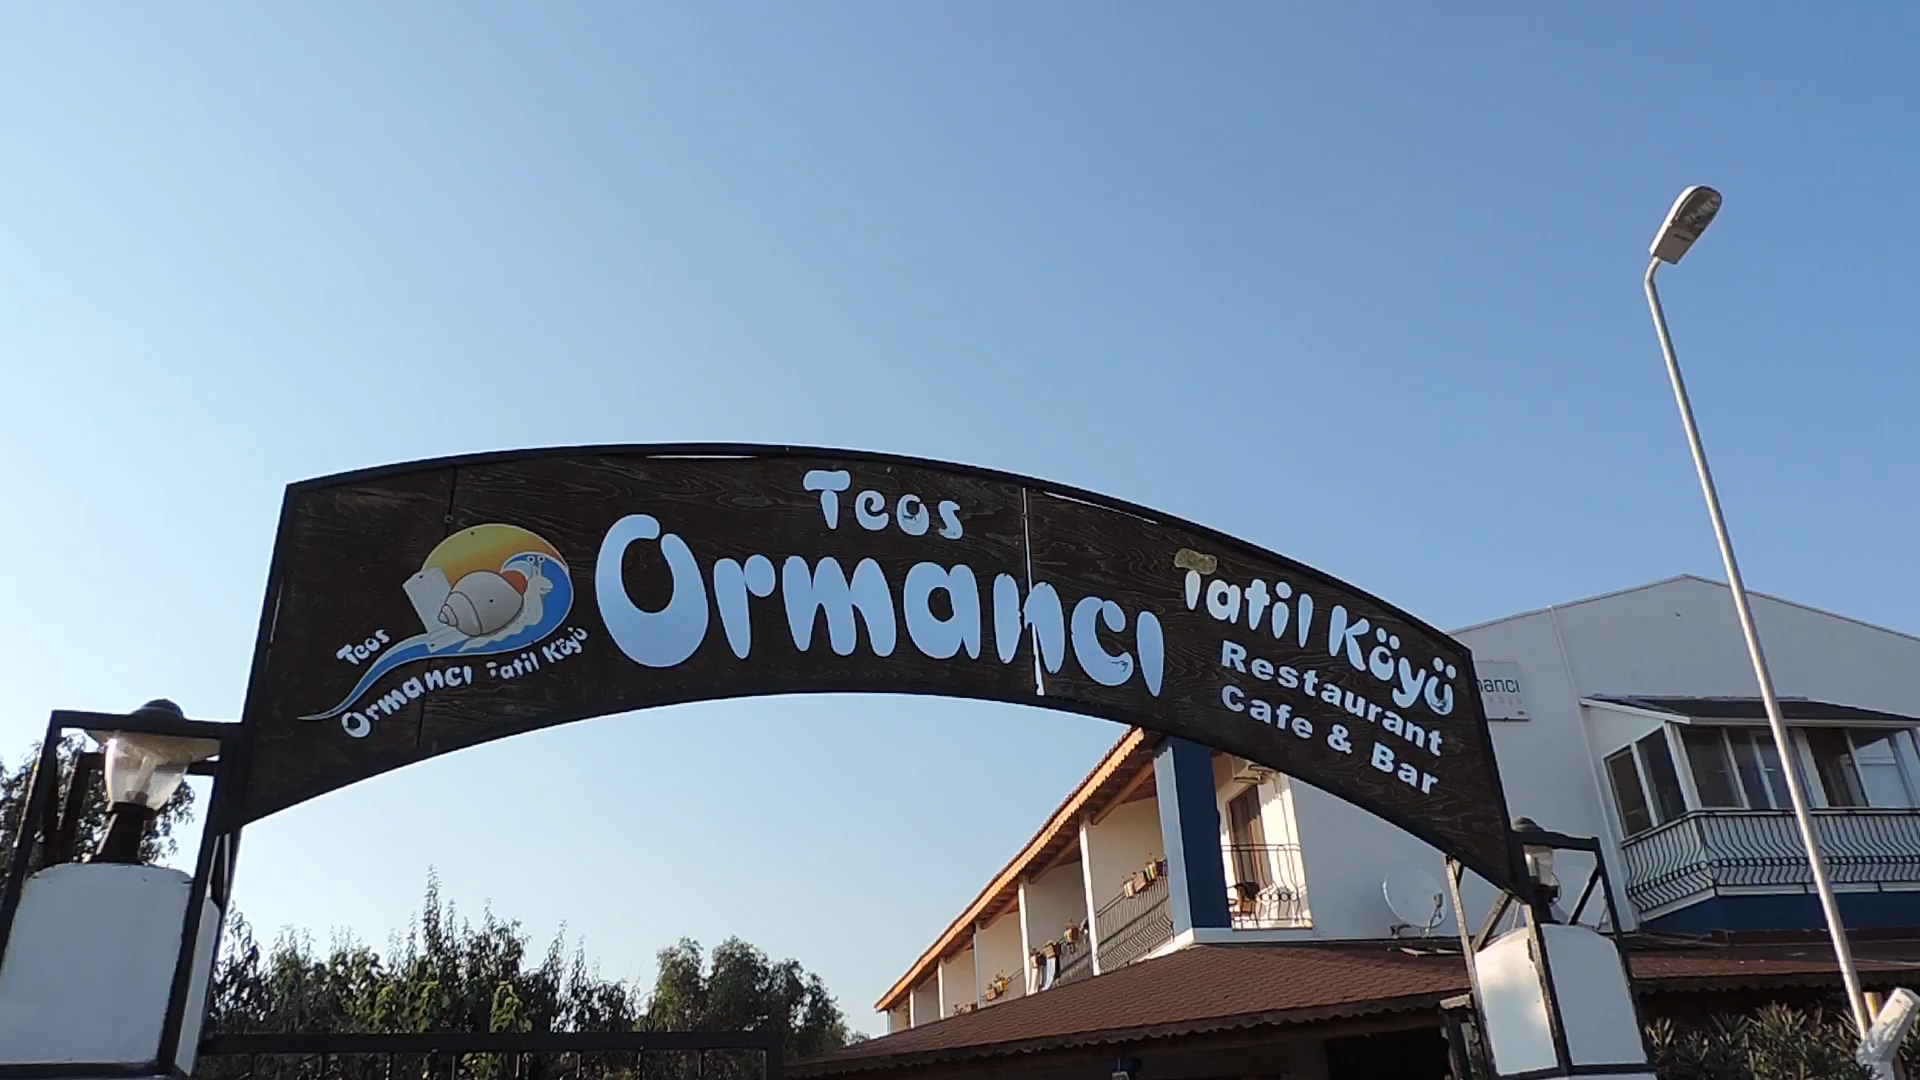 Teos
Ormancı
Tatil Köyü
Restaurant
Cafe & Bar
Teos
Ormancı Tatil Köyü